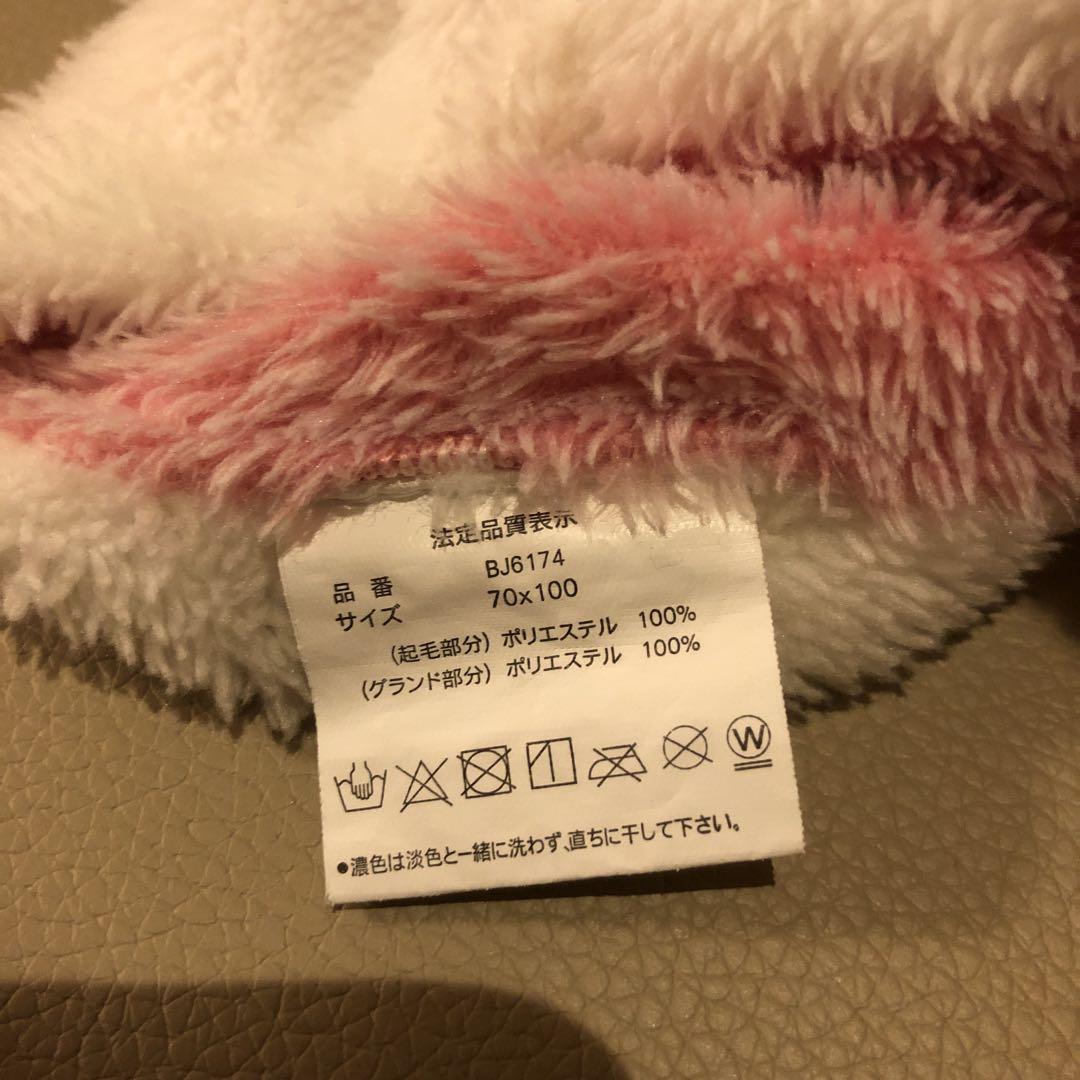 法定品質表示
品 番 BJ6174
サイズ 70x100
(起毛部分) ポリエステル 100%
(グランド部分) ポリエステル 100%
W
●濃色は淡色と一緒に洗わず、直ちに干して下さい。